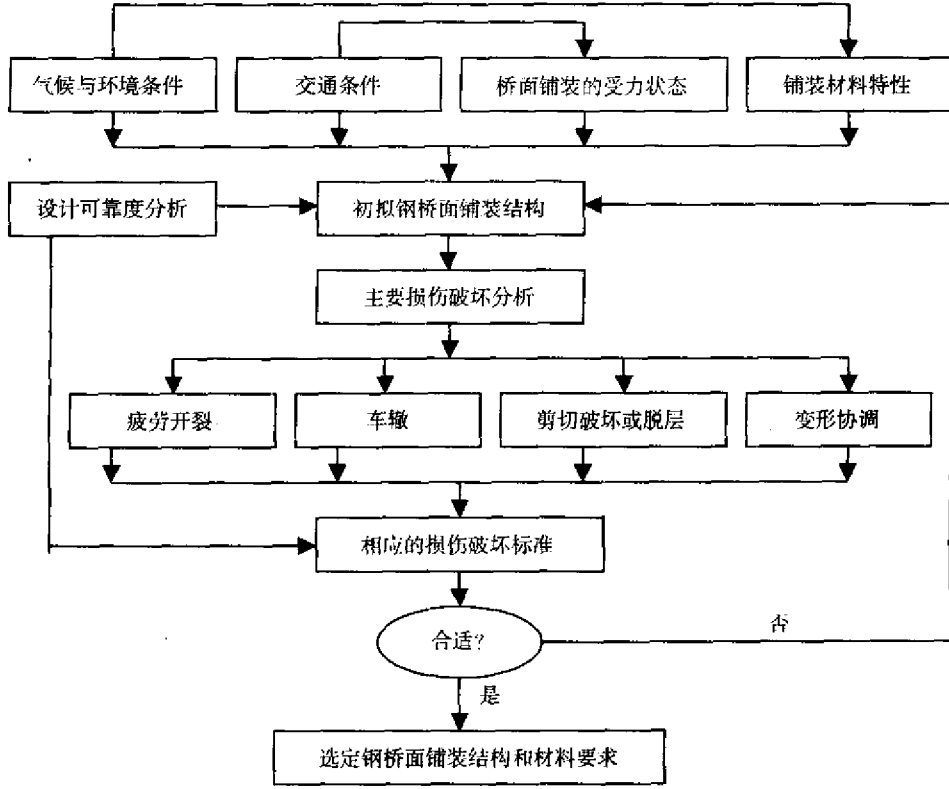 气候与环境条件
交通条件
桥面铺装的受力状态
铺装材料特性
设计可靠度分析
初拟钢桥面铺装结构
主要损伤破坏分析
疲劳开裂
车辙
剪切破坏或脱层
变形协调
相应的损伤破坏标准
合适?
否
是
选定钢桥面铺装结构和材料要求